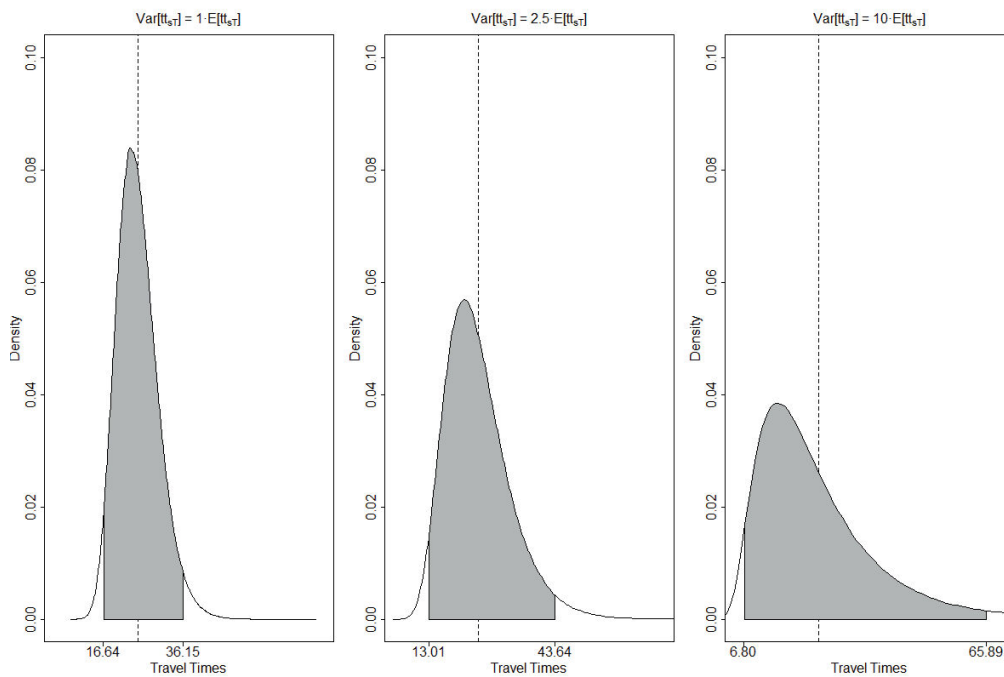 Var[tt_sT] = 1·E[tt_sT]
Density
0.00
0.02
0.04
0.06
0.08
0.10
16.64
36.15
Travel Times
Var[tt_sT] = 2.5·E[tt_sT]
Density
0.00
0.02
0.04
0.06
0.08
0.10
13.01
43.64
Travel Times
Var[tt_sT] = 10·E[tt_sT]
Density
0.00
0.02
0.04
0.06
0.08
0.10
6.80
65.89
Travel Times